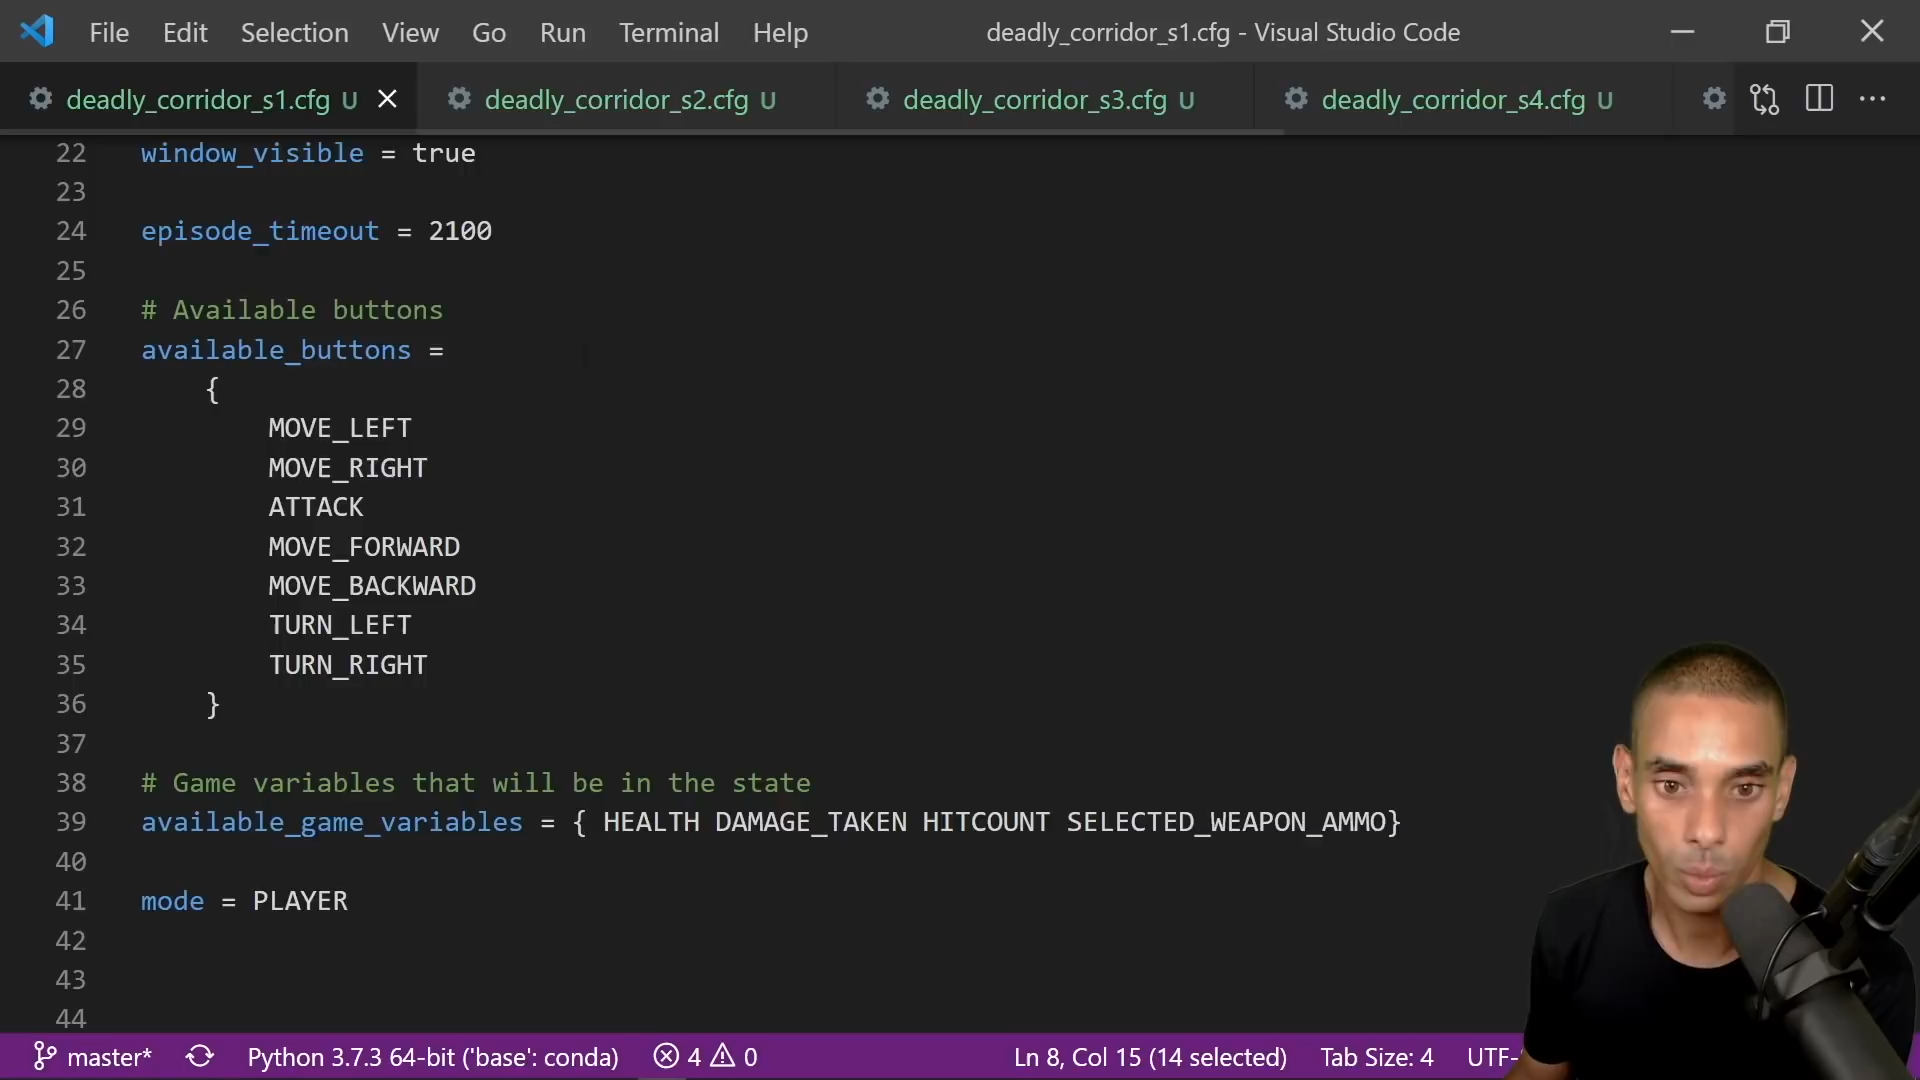 File Edit Selection View Go Run Terminal Help deadly_corridor_s1.cfg - Visual Studio Code
deadly_corridor_s1.cfg U deadly_corridor_s2.cfg U deadly_corridor_s3.cfg U deadly_corridor_s4.cfg U
22 window_visible = true
23
24 episode_timeout = 2100
25
26 # Available buttons
27 available_buttons =
28 {
29 MOVE_LEFT
30 MOVE_RIGHT
31 ATTACK
32 MOVE_FORWARD
33 MOVE_BACKWARD
34 TURN_LEFT
35 TURN_RIGHT
36 }
37
38 # Game variables that will be in the state
39 available_game_variables = { HEALTH DAMAGE_TAKEN HITCOUNT SELECTED_WEAPON_AMMO}
40
41 mode = PLAYER
42
43
44
master* Python 3.7.3 64-bit ('base': conda) 4 0 Ln 8, Col 15 (14 selected) Tab Size: 4 UTF-